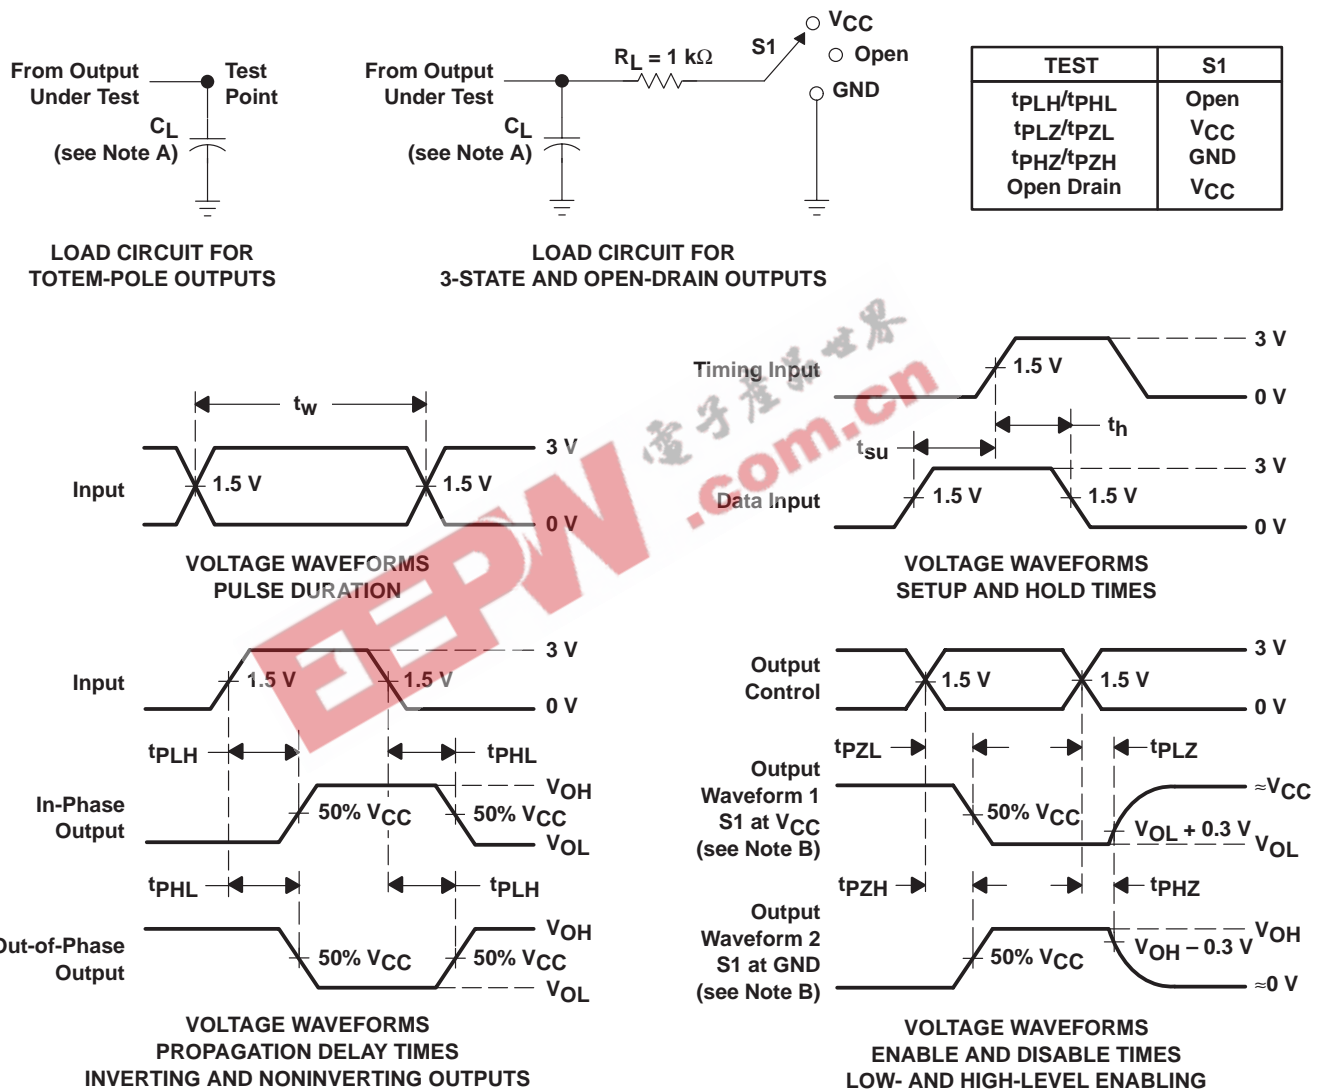 From Output
Under Test
Test
Point
CL
(see Note A)
LOAD CIRCUIT FOR
TOTEM-POLE OUTPUTS
From Output
Under Test
RL = 1 kΩ
S1
VCC
Open
GND
CL
(see Note A)
LOAD CIRCUIT FOR
3-STATE AND OPEN-DRAIN OUTPUTS
TEST S1
tPLH/tPHL Open
tPLZ/tPZL VCC
tPHZ/tPZH GND
Open Drain VCC
tw
Input
1.5 V
1.5 V
3 V
0 V
VOLTAGE WAVEFORMS
PULSE DURATION
Timing Input
1.5 V
3 V
0 V
tsu
th
Data Input
1.5 V
1.5 V
3 V
0 V
VOLTAGE WAVEFORMS
SETUP AND HOLD TIMES
電子產品世界
EEPW.com.cn
Input
1.5 V
1.5 V
3 V
0 V
tPLH
tPHL
In-Phase
Output
50% VCC
50% VCC
VOH
VOL
tPHL
tPLH
Out-of-Phase
Output
50% VCC
50% VCC
VOH
VOL
VOLTAGE WAVEFORMS
PROPAGATION DELAY TIMES
INVERTING AND NONINVERTING OUTPUTS
Output
Control
1.5 V
1.5 V
3 V
0 V
tPZL
tPLZ
Output
Waveform 1
S1 at VCC
(see Note B)
50% VCC
≈VCC
VOL + 0.3 V
VOL
tPZH
tPHZ
Output
Waveform 2
S1 at GND
(see Note B)
50% VCC
VOH
VOH – 0.3 V
≈0 V
VOLTAGE WAVEFORMS
ENABLE AND DISABLE TIMES
LOW- AND HIGH-LEVEL ENABLING